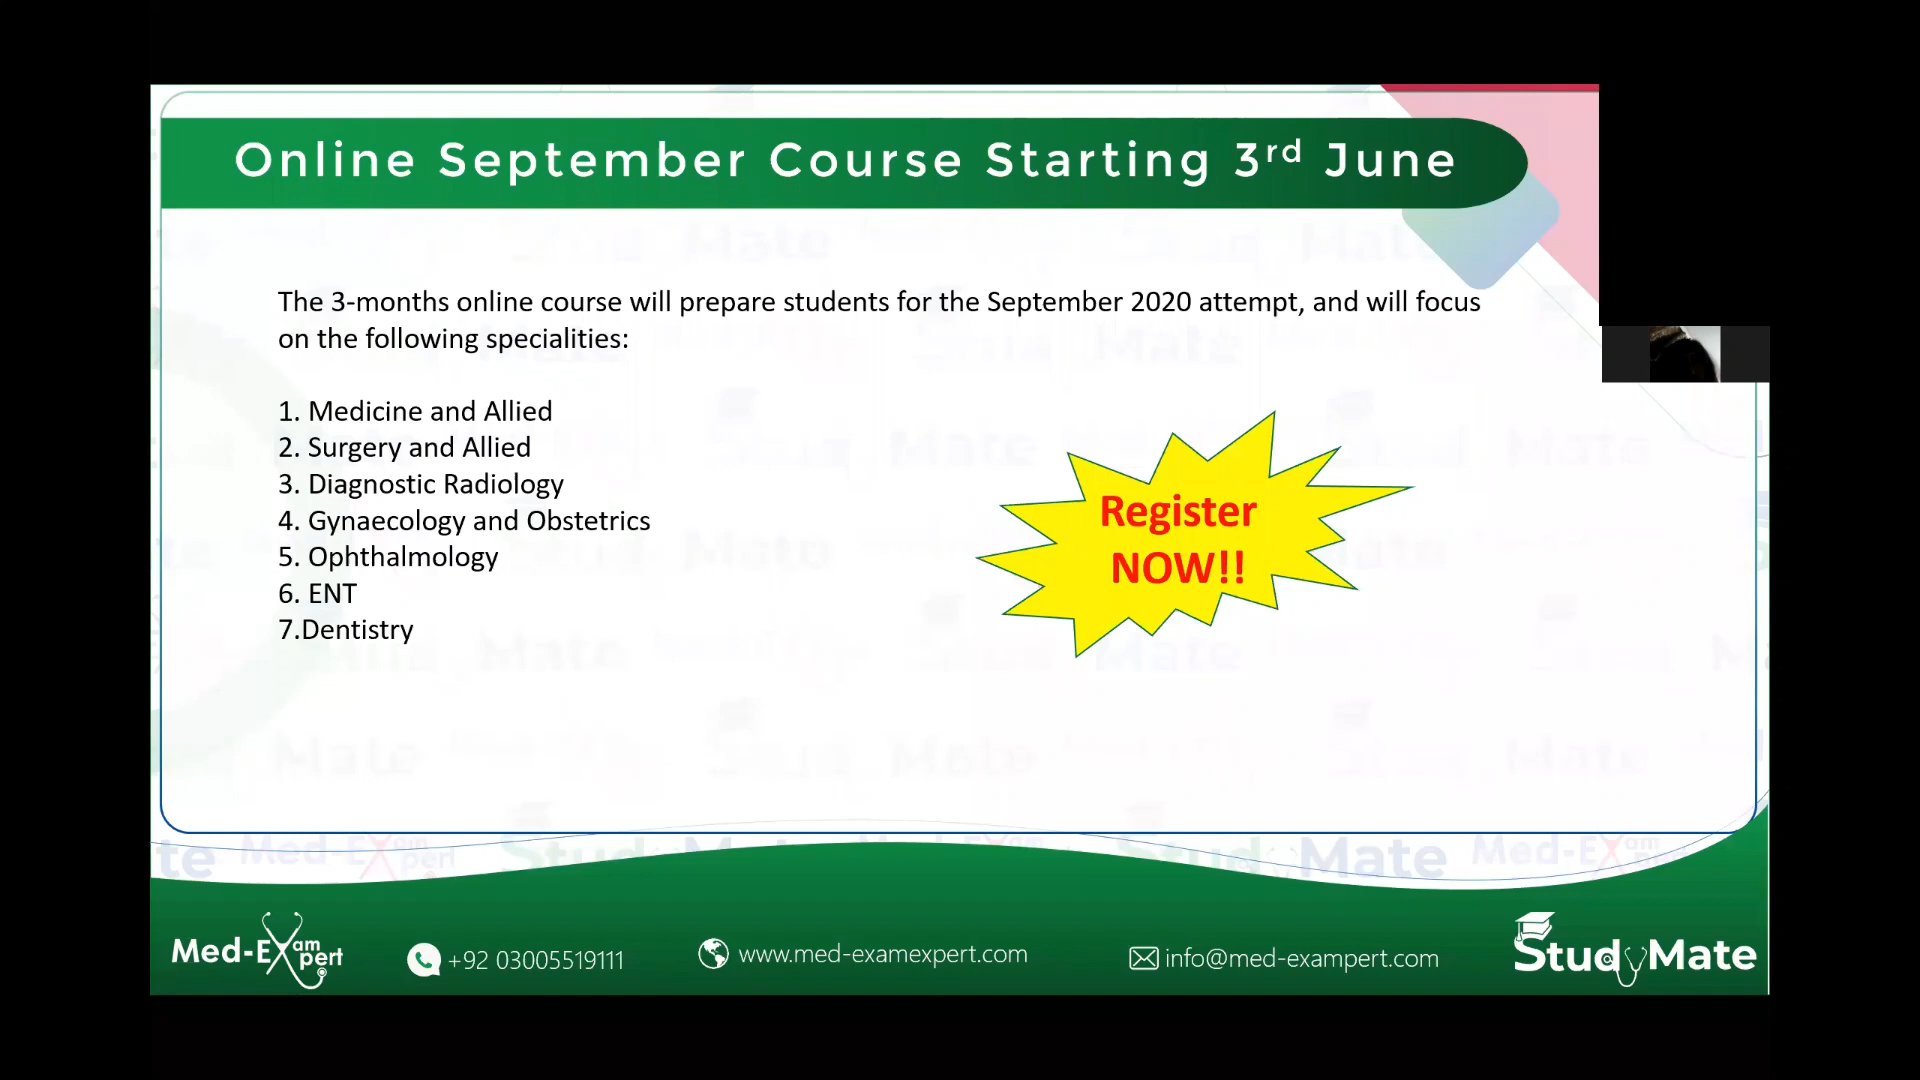 Online September Course Starting 3rd June
The 3-months online course will prepare students for the September 2020 attempt, and will focus
on the following specialities:
1. Medicine and Allied
2. Surgery and Allied
3. Diagnostic Radiology
4. Gynaecology and Obstetrics
5. Ophthalmology
6. ENT
7.Dentistry
Register
NOW!!
Med-Exam Expert
+92 03005519111
www.med-examexpert.com
info@med-exampert.com
StudyMate